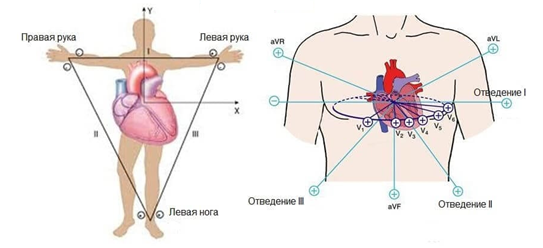 Y
Правая рука
Левая рука
I
X
II
III
Левая нога
aVR
aVL
Отведение I
V1
V2
V3
V4
V5
V6
Отведение III
aVF
Отведение II